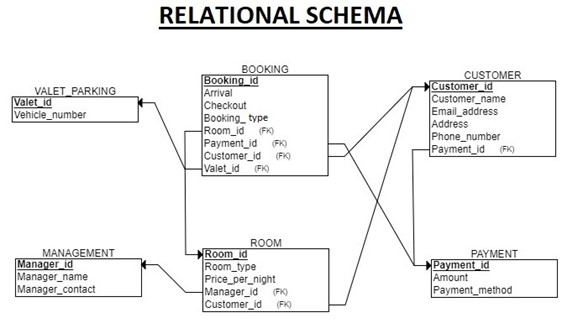 RELATIONAL SCHEMA
VALET_PARKING
Valet_id
Vehicle_number
BOOKING
Booking_id
Arrival
Checkout
Booking_ type
Room_id (FK)
Payment_id (FK)
Customer_id (FK)
Valet_id (FK)
CUSTOMER
Customer_id
Customer_name
Email_address
Address
Phone_number
Payment_id (FK)
MANAGEMENT
Manager_id
Manager_name
Manager_contact
ROOM
Room_id
Room_type
Price_per_night
Manager_id (FK)
Customer_id (FK)
PAYMENT
Payment_id
Amount
Payment_method